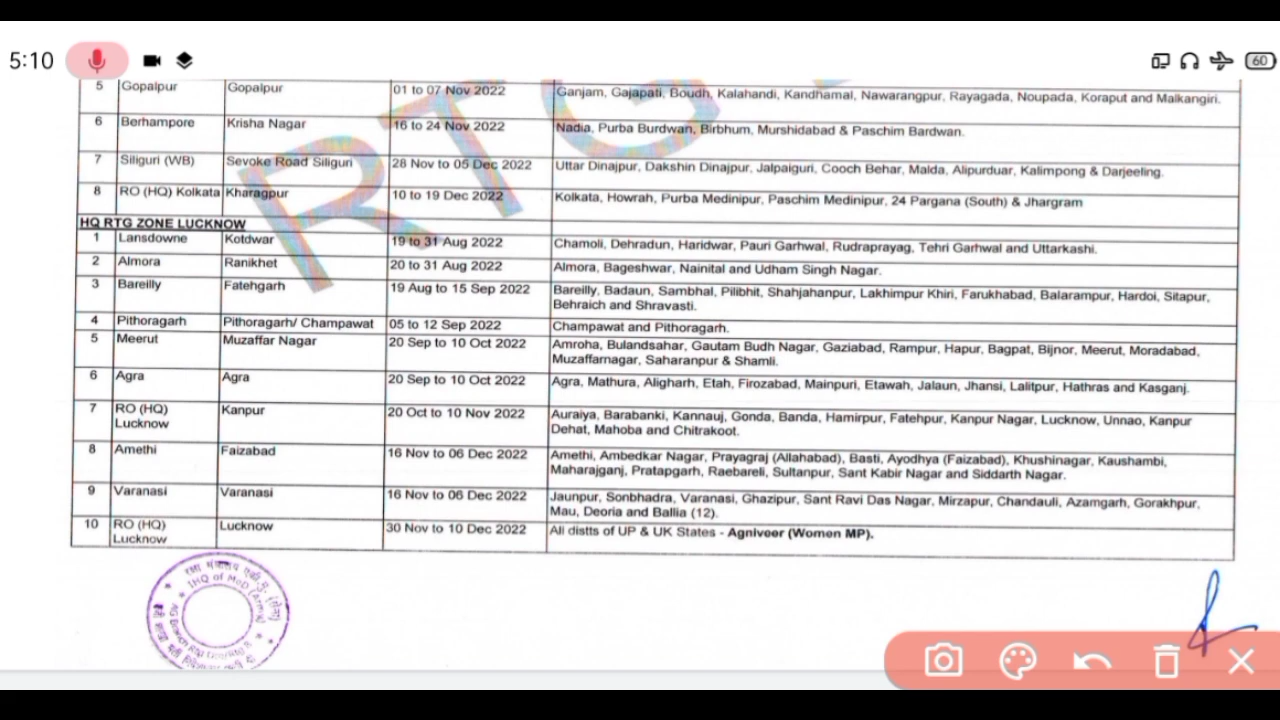 5:10
60
RTG
5 Gopalpur Gopalpur 01 to 07 Nov 2022 Ganjam, Gajapati, Boudh, Kalahandi, Kandhamal, Nawarangpur, Rayagada, Noupada, Koraput and Malkangiri.
6 Berhampore Krisha Nagar 16 to 24 Nov 2022 Nadia, Purba Burdwan, Birbhum, Murshidabad & Paschim Bardwan.
7 Siliguri (WB) Sevoke Road Siliguri 28 Nov to 05 Dec 2022 Uttar Dinajpur, Dakshin Dinajpur, Jalpaiguri, Cooch Behar, Malda, Alipurduar, Kalimpong & Darjeeling.
8 RO (HQ) Kolkata Kharagpur 10 to 19 Dec 2022 Kolkata, Howrah, Purba Medinipur, Paschim Medinipur, 24 Pargana (South) & Jhargram
HQ RTG ZONE LUCKNOW
1 Lansdowne Kotdwar 19 to 31 Aug 2022 Chamoli, Dehradun, Haridwar, Pauri Garhwal, Rudraprayag, Tehri Garhwal and Uttarkashi.
2 Almora Ranikhet 20 to 31 Aug 2022 Almora, Bageshwar, Nainital and Udham Singh Nagar.
3 Bareilly Fatehgarh 19 Aug to 15 Sep 2022 Bareilly, Badaun, Sambhal, Pilibhit, Shahjahanpur, Lakhimpur Khiri, Farukhabad, Balarampur, Hardoi, Sitapur,
Behraich and Shravasti.
4 Pithoragarh Pithoragarh/ Champawat 05 to 12 Sep 2022 Champawat and Pithoragarh.
5 Meerut Muzaffar Nagar 20 Sep to 10 Oct 2022 Amroha, Bulandsahar, Gautam Budh Nagar, Gaziabad, Rampur, Hapur, Bagpat, Bijnor, Meerut, Moradabad,
Muzaffarnagar, Saharanpur & Shamli.
6 Agra Agra 20 Sep to 10 Oct 2022 Agra, Mathura, Aligharh, Etah, Firozabad, Mainpuri, Etawah, Jalaun, Jhansi, Lalitpur, Hathras and Kasganj.
7 RO (HQ) Kanpur 20 Oct to 10 Nov 2022 Auraiya, Barabanki, Kannauj, Gonda, Banda, Hamirpur, Fatehpur, Kanpur Nagar, Lucknow, Unnao, Kanpur
Lucknow Dehat, Mahoba and Chitrakoot.
8 Amethi Faizabad 16 Nov to 06 Dec 2022 Amethi, Ambedkar Nagar, Prayagraj (Allahabad), Basti, Ayodhya (Faizabad), Khushinagar, Kaushambi,
Maharajganj, Pratapgarh, Raebareli, Sultanpur, Sant Kabir Nagar and Siddarth Nagar.
9 Varanasi Varanasi 16 Nov to 06 Dec 2022 Jaunpur, Sonbhadra, Varanasi, Ghazipur, Sant Ravi Das Nagar, Mirzapur, Chandauli, Azamgarh, Gorakhpur,
Mau, Deoria and Ballia (12).
10 RO (HQ) Lucknow 30 Nov to 10 Dec 2022 All distts of UP & UK States - Agniveer (Women MP).
Lucknow
IHQ of MoD (Army)
AG Branch Rtg